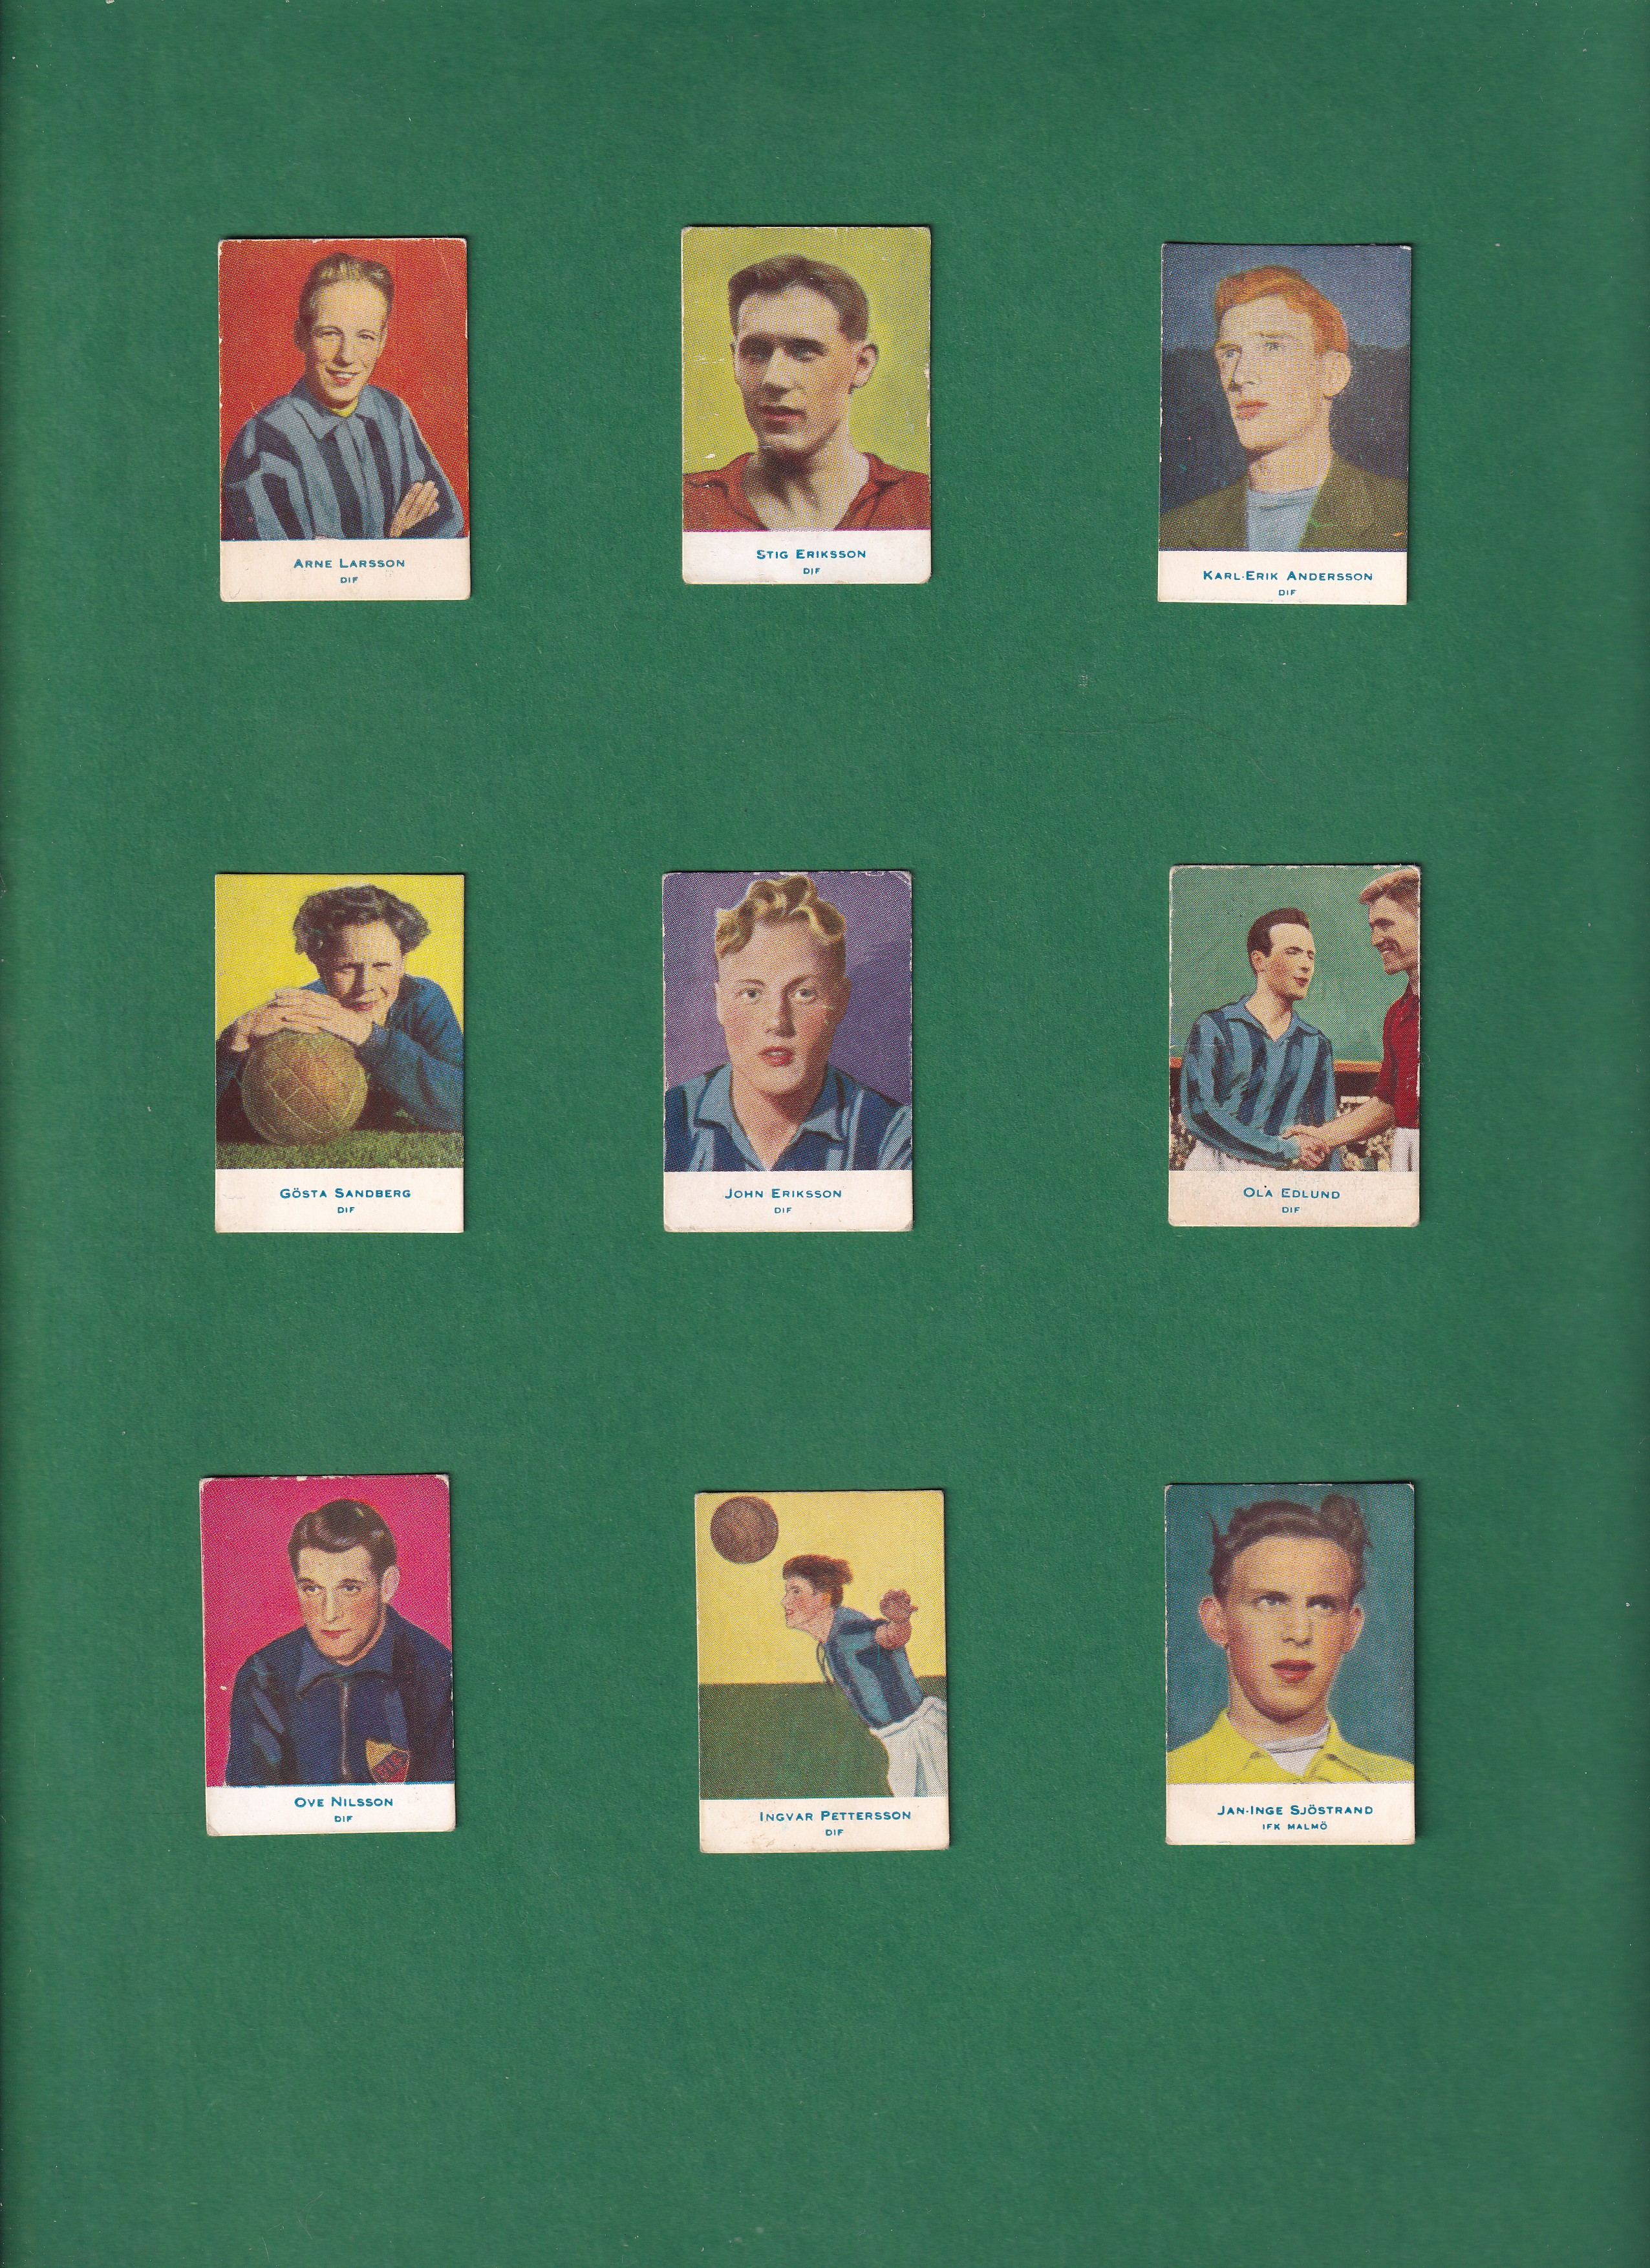 ARNE LARSSON
DIF
STIG ERIKSSON
DIF
KARL-ERIK ANDERSSON
DIF
GÖSTA SANDBERG
DIF
JOHN ERIKSSON
DIF
OLA EDLUND
DIF
OVE NILSSON
DIF
INGVAR PETTERSSON
DIF
JAN-INGE SJÖSTRAND
IFK MALMÖ